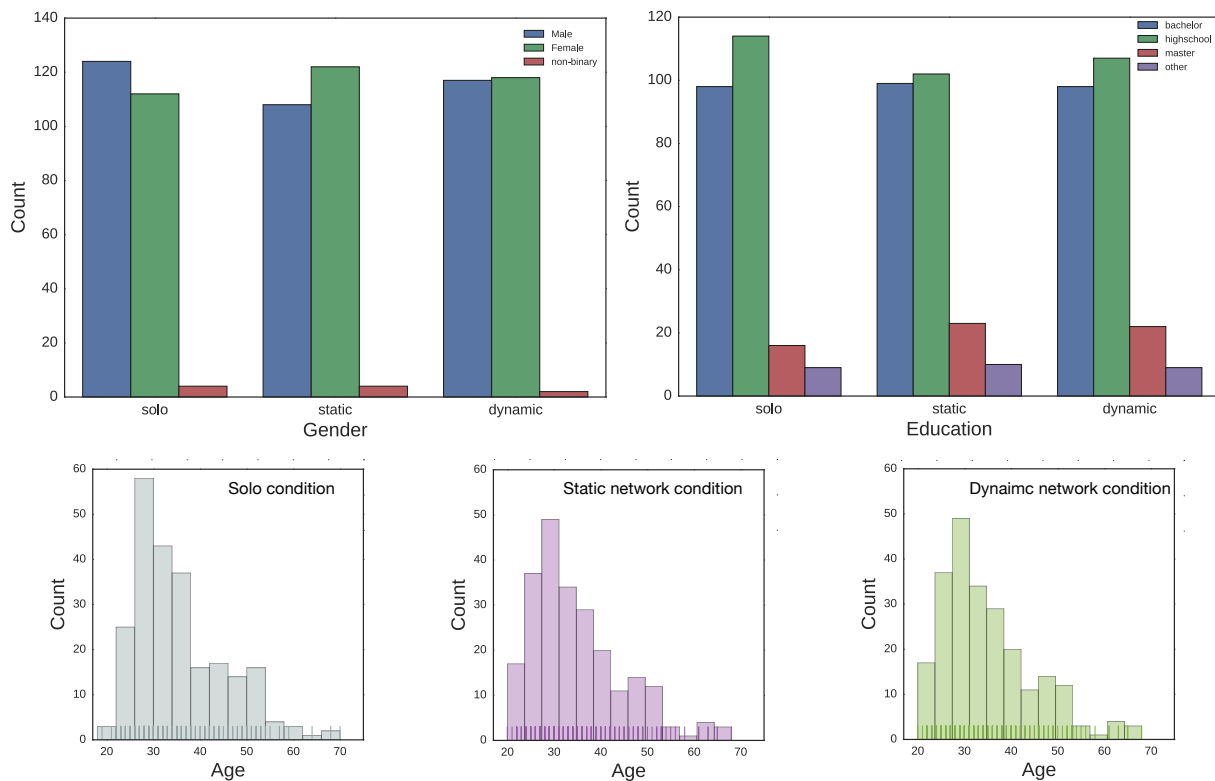 140
120
100
80
60
40
20
0
Count
Male
Female
non-binary
solo
static
dynamic
Gender
120
100
80
60
40
20
0
Count
bachelor
highschool
master
other
solo
static
dynamic
Education
60
50
40
30
20
10
0
Count
Solo condition
20 30 40 50 60 70
Age
60
50
40
30
20
10
0
Count
Static network condition
20 30 40 50 60 70
Age
60
50
40
30
20
10
0
Count
Dynaimc network condition
20 30 40 50 60 70
Age